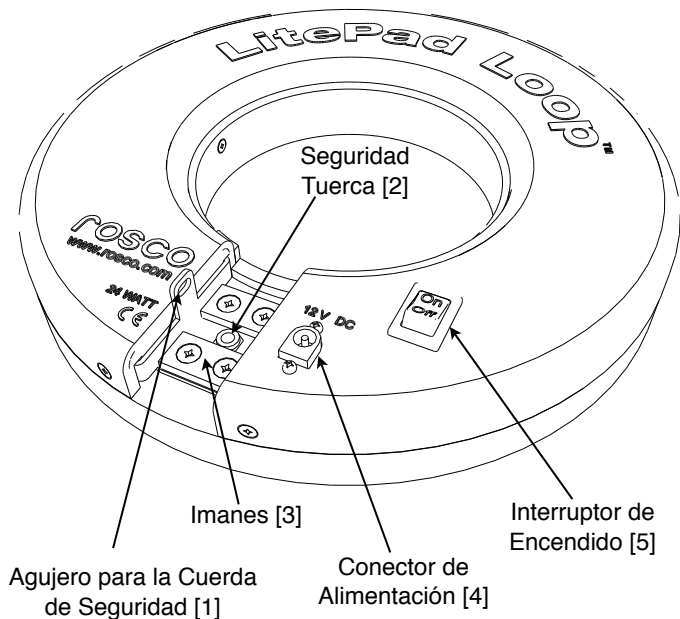 LitePad Loop™
Seguridad
Tuerca [2]
rosco
www.rosco.com
24 WATT
CE
12V DC
On
Off
Imanes [3]
Interruptor de
Encendido [5]
Agujero para la Cuerda
de Seguridad [1]
Conector de
Alimentación [4]